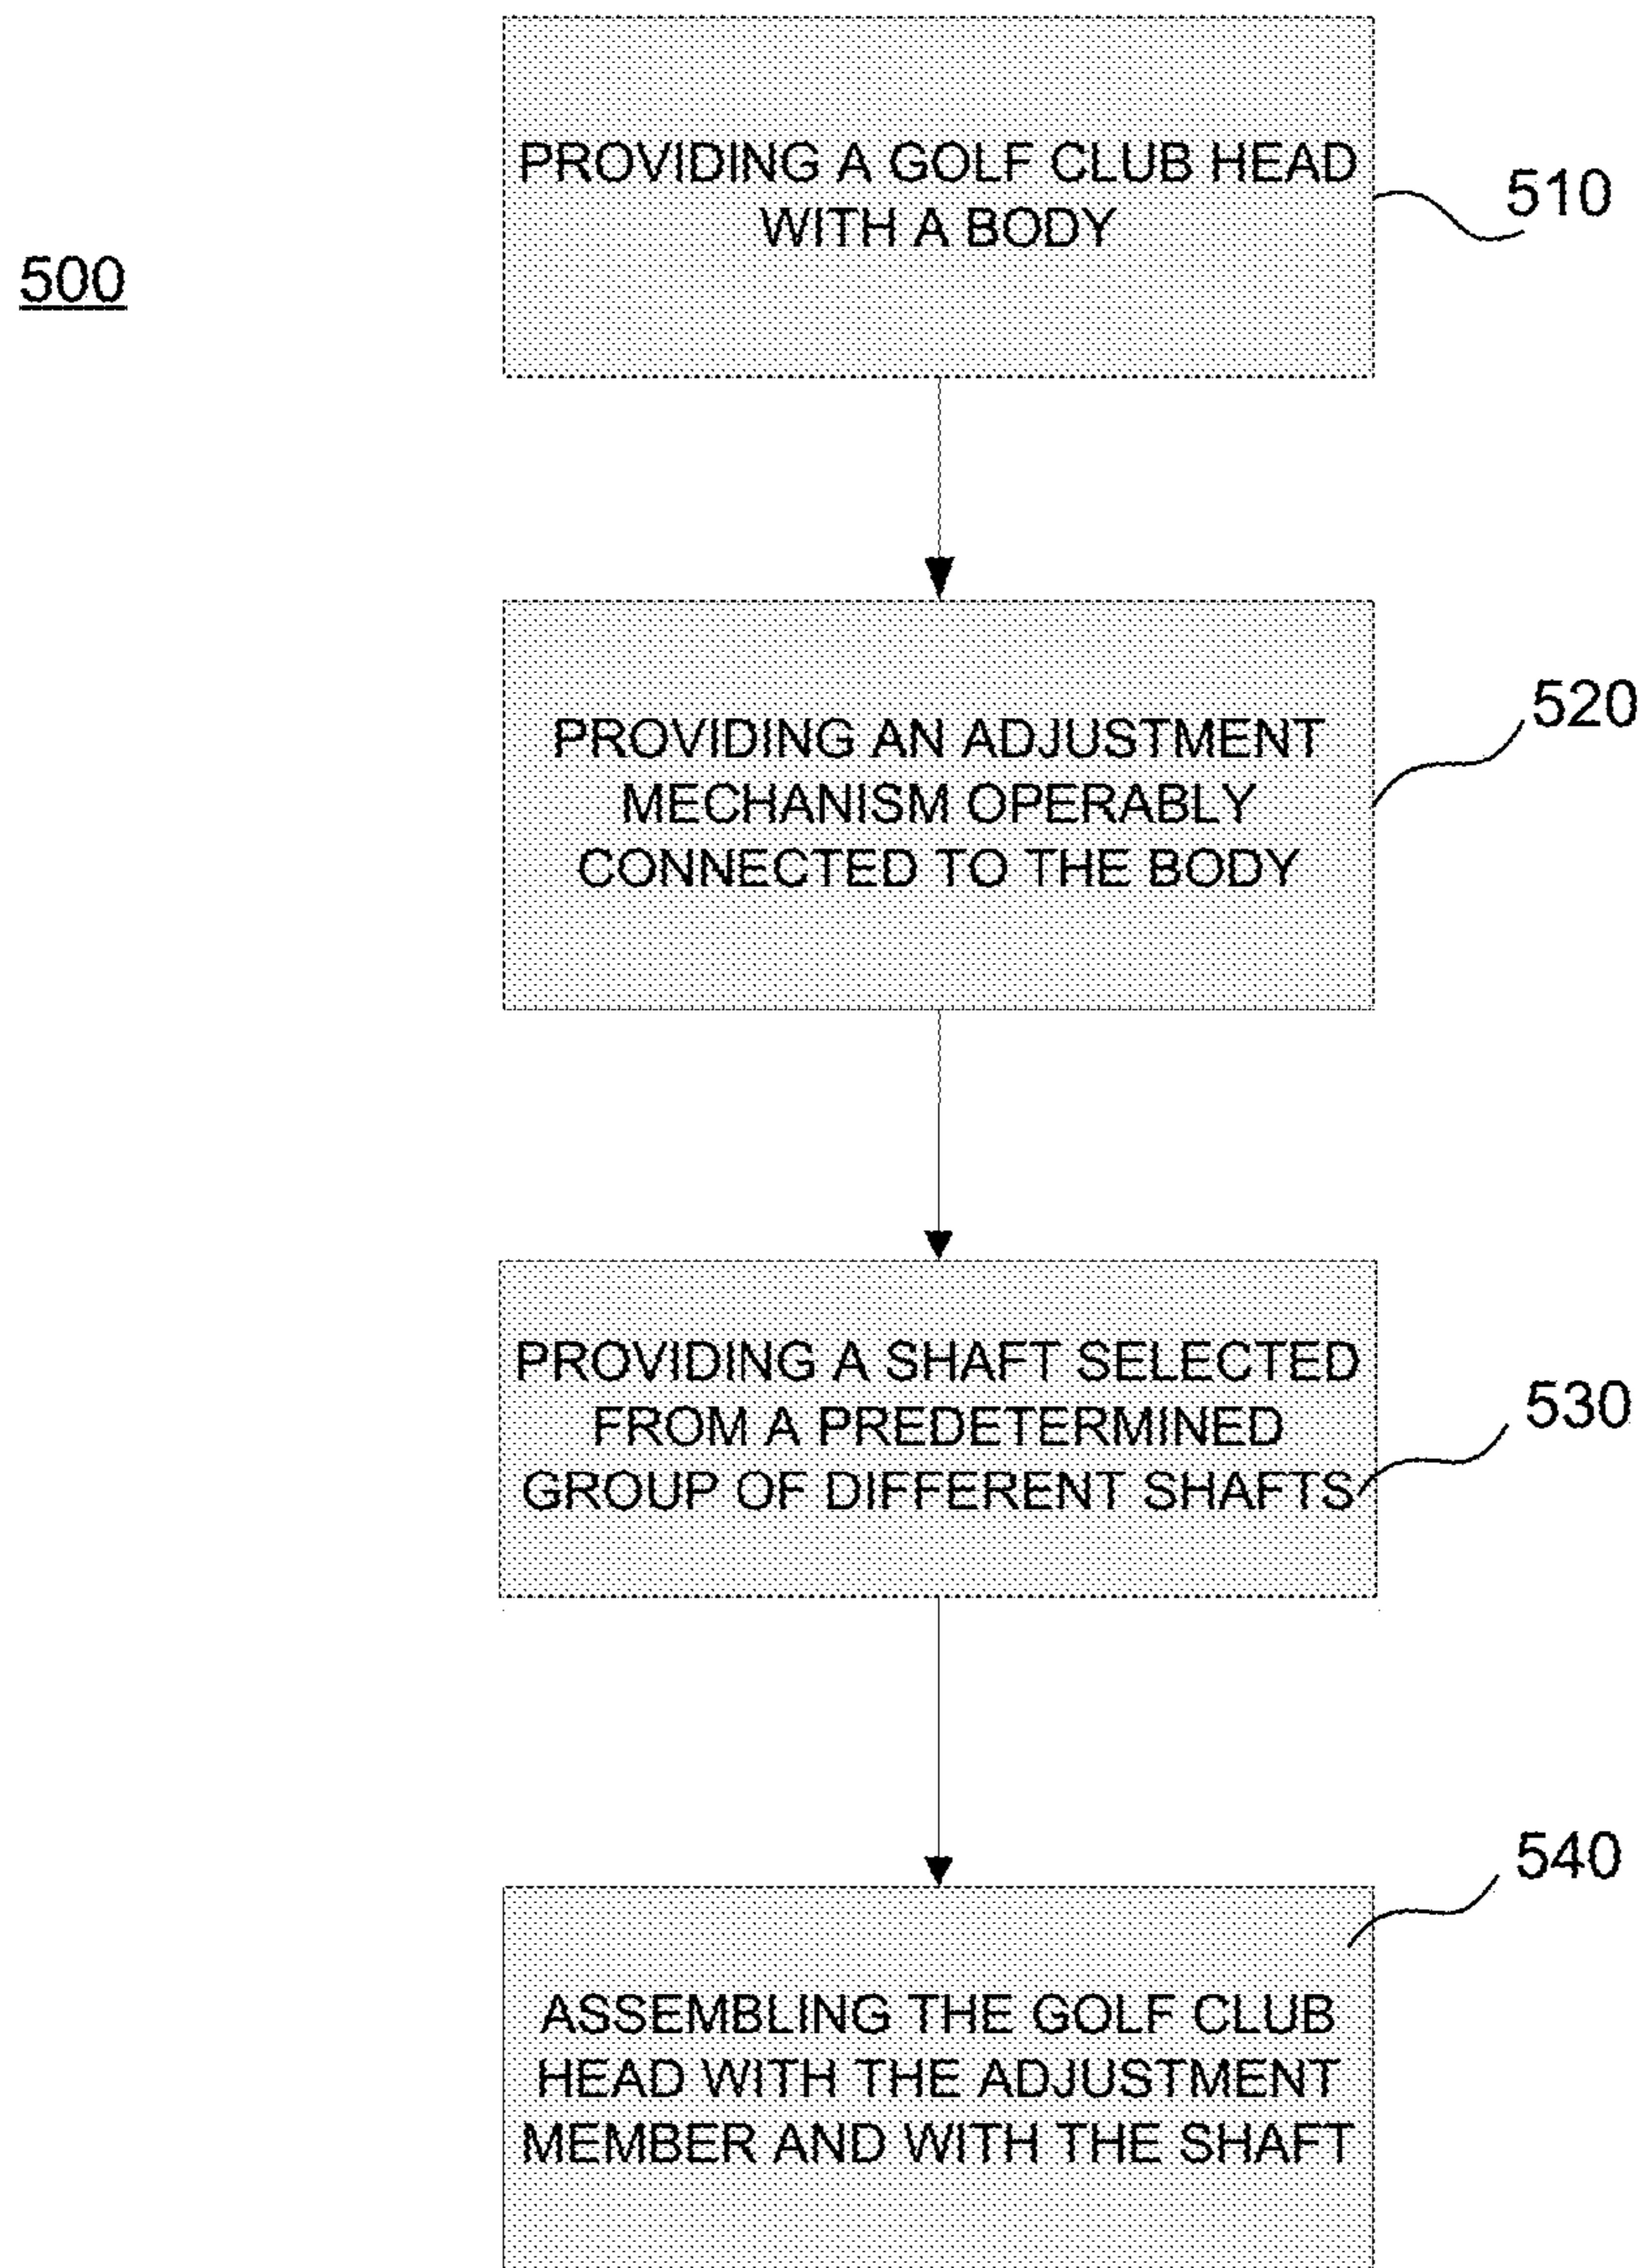 500
PROVIDING A GOLF CLUB HEAD
WITH A BODY
510
PROVIDING AN ADJUSTMENT
MECHANISM OPERABLY
CONNECTED TO THE BODY
520
PROVIDING A SHAFT SELECTED
FROM A PREDETERMINED
GROUP OF DIFFERENT SHAFTS
530
ASSEMBLING THE GOLF CLUB
HEAD WITH THE ADJUSTMENT
MEMBER AND WITH THE SHAFT
540